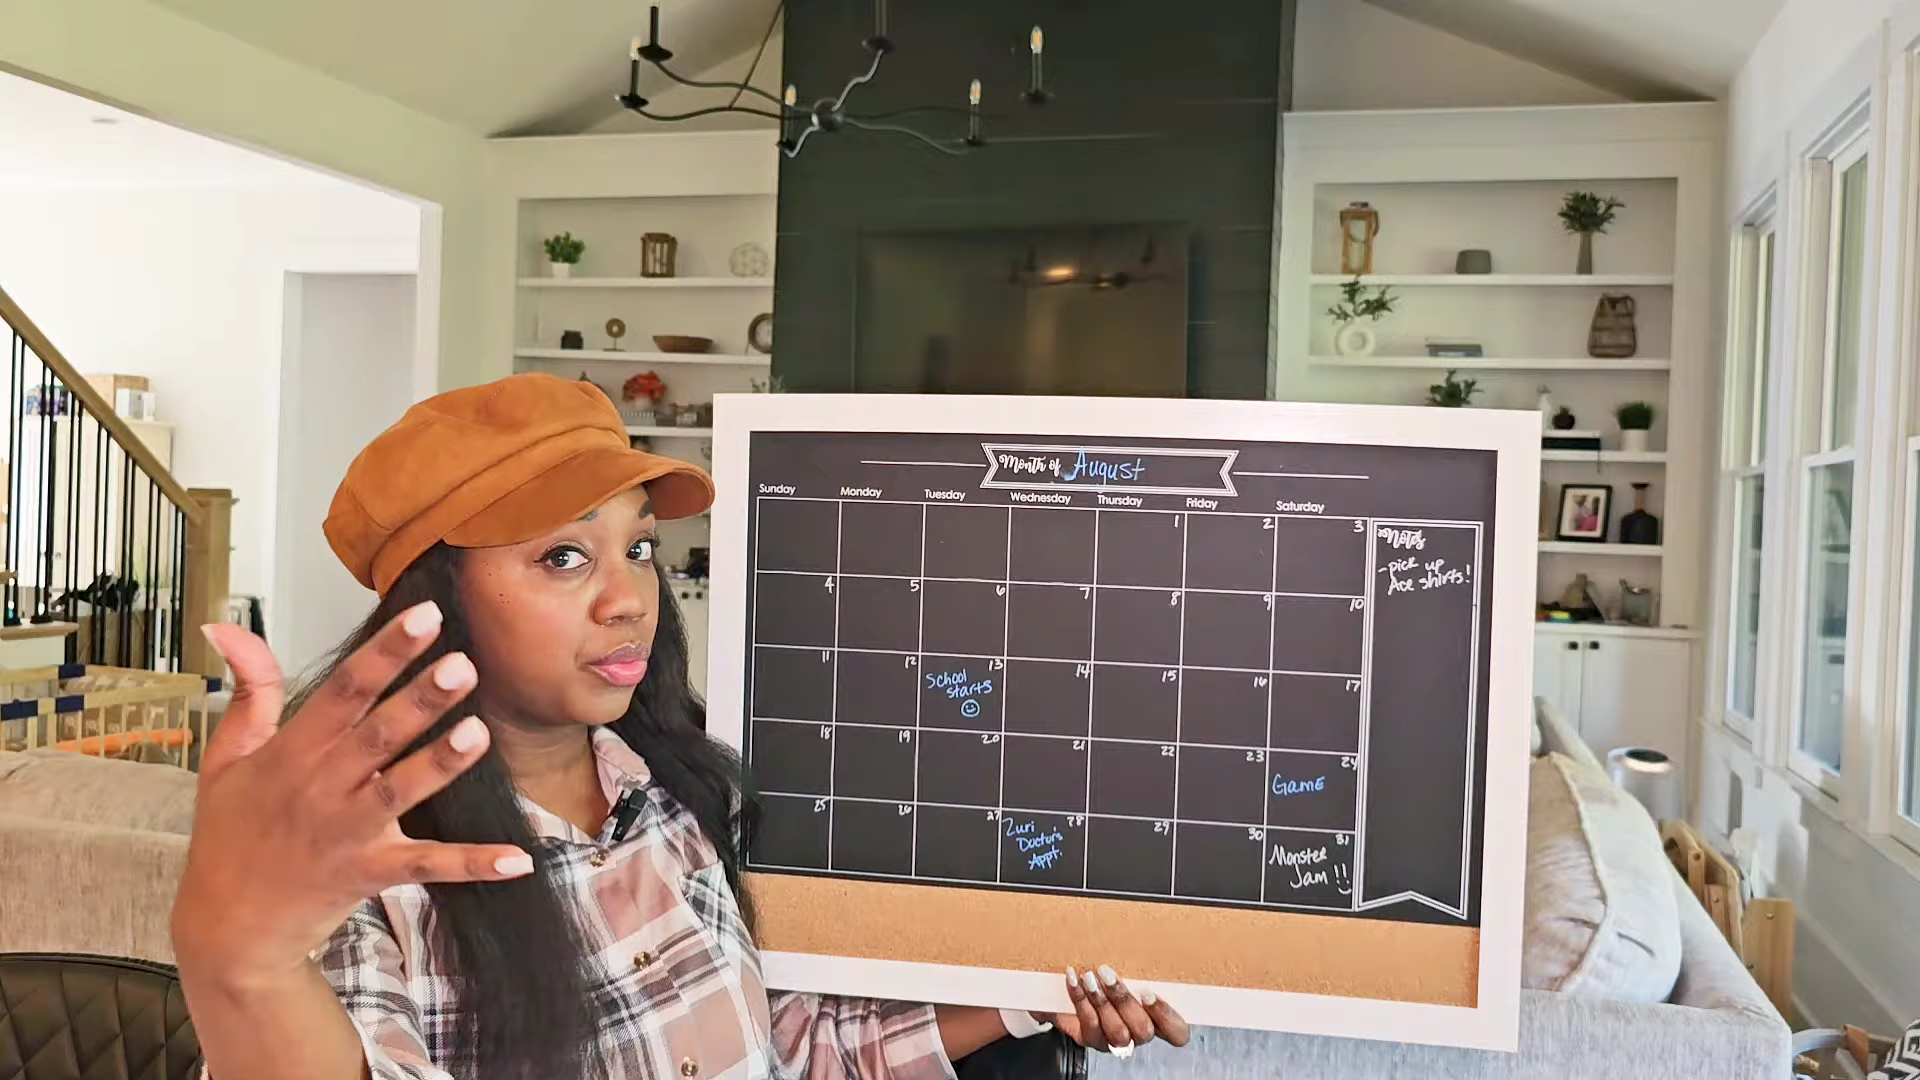 Month of August
Sunday Monday Tuesday Wednesday Thursday Friday Saturday
1 2 3
Notes
-pick up
Ace shirts!
4 5 6 7 8 9 10
11 12 13 14 15 16 17
School
starts
18 19 20 21 22 23 24
Game
25 26 27 28 29 30 31
Zuri
Doctor's
Appt.
Monster
Jam!!